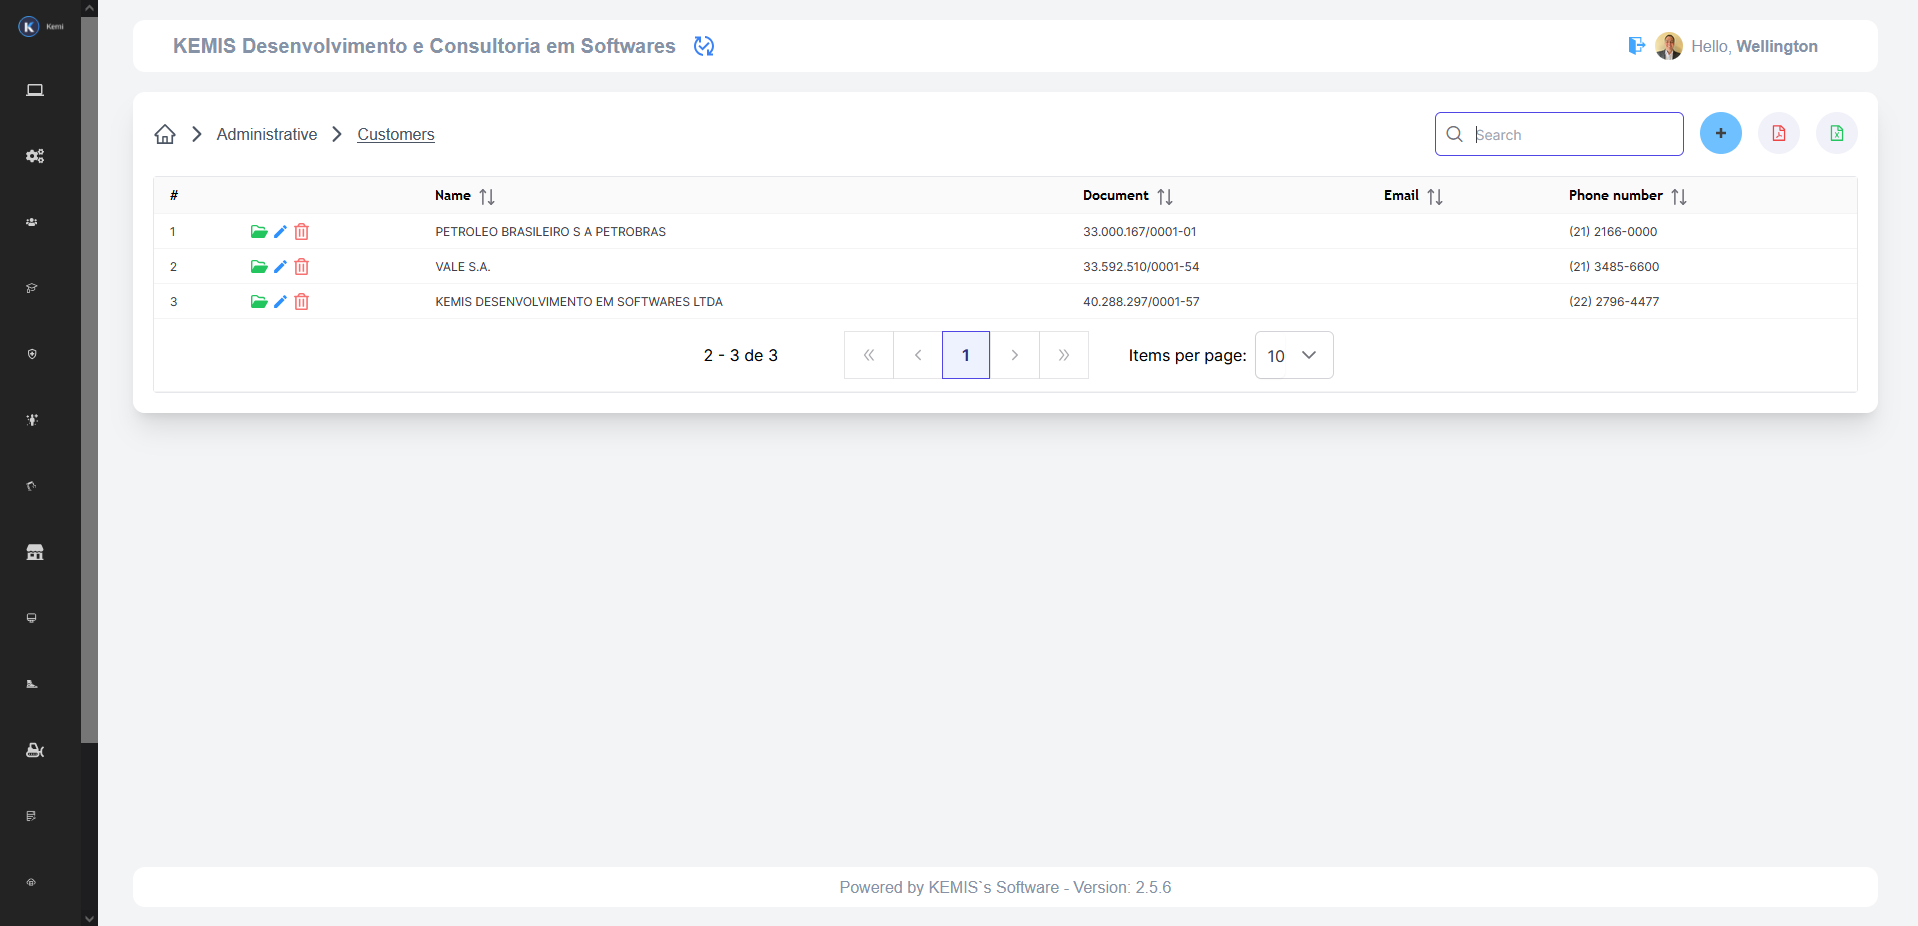 Kemi
KEMIS Desenvolvimento e Consultoria em Softwares
Hello, Wellington
Administrative Customers
Search
# Name Document Email Phone number
1 PETROLEO BRASILEIRO S A PETROBRAS 33.000.167/0001-01 (21) 2166-0000
2 VALE S.A. 33.592.510/0001-54 (21) 3485-6600
3 KEMIS DESENVOLVIMENTO EM SOFTWARES LTDA 40.288.297/0001-57 (22) 2796-4477
2 - 3 de 3 1 Items per page: 10
Powered by KEMIS`s Software - Version: 2.5.6